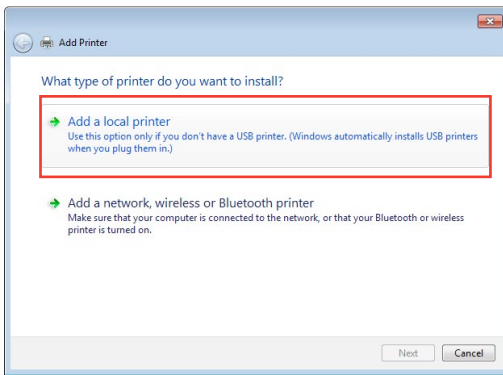 Add Printer
What type of printer do you want to install?
Add a local printer
Use this option only if you don't have a USB printer. (Windows automatically installs USB printers
when you plug them in.)
Add a network, wireless or Bluetooth printer
Make sure that your computer is connected to the network, or that your Bluetooth or wireless
printer is turned on.
Next
Cancel